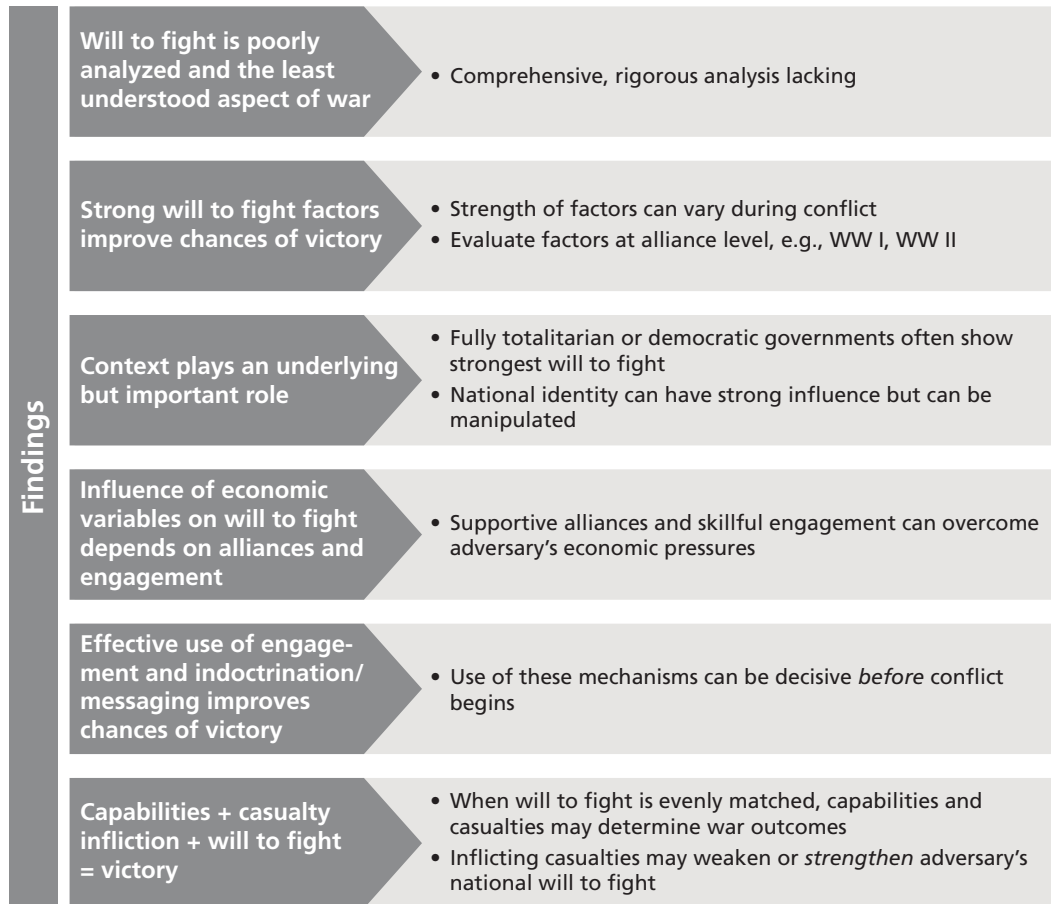 Findings
Will to fight is poorly
analyzed and the least
understood aspect of war
• Comprehensive, rigorous analysis lacking
Strong will to fight factors
improve chances of victory
• Strength of factors can vary during conflict
• Evaluate factors at alliance level, e.g., WW I, WW II
Context plays an underlying
but important role
• Fully totalitarian or democratic governments often show
strongest will to fight
• National identity can have strong influence but can be
manipulated
Influence of economic
variables on will to fight
depends on alliances and
engagement
• Supportive alliances and skillful engagement can overcome
adversary's economic pressures
Effective use of engage-
ment and indoctrination/
messaging improves
chances of victory
• Use of these mechanisms can be decisive before conflict
begins
Capabilities + casualty
infliction + will to fight
= victory
• When will to fight is evenly matched, capabilities and
casualties may determine war outcomes
• Inflicting casualties may weaken or strengthen adversary's
national will to fight